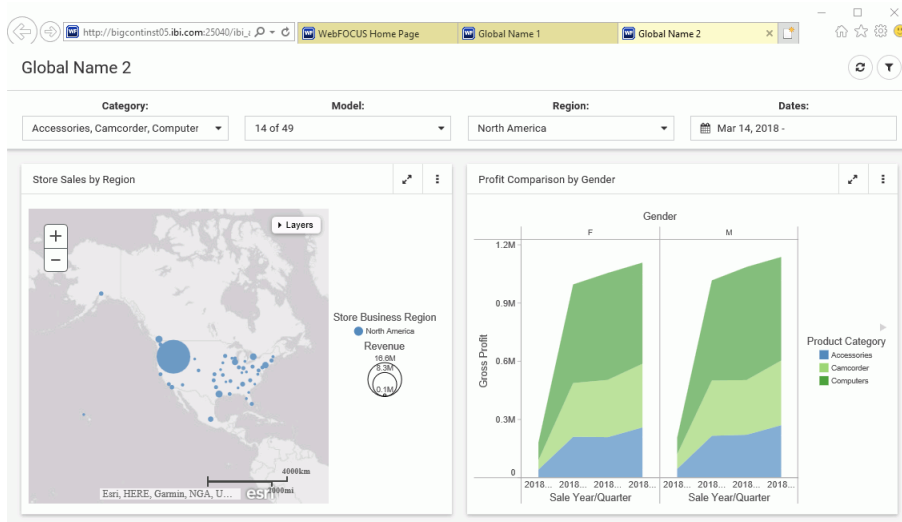 http://bigcontinst05.ibi.com:25040/ibi_a
WebFOCUS Home Page
Global Name 1
Global Name 2
Global Name 2
Category:
Model:
Region:
Dates:
Accessories, Camcorder, Computer
14 of 49
North America
Mar 14, 2018 -
Store Sales by Region
Profit Comparison by Gender
+
−
Layers
Store Business Region
North America
Revenue
16.6M
8.3M
0.1M
4000km
2000mi
Esri, HERE, Garmin, NGA, U...
esri
Gender
F
M
1.2M
0.9M
0.6M
0.3M
0
Gross Profit
2018... 2018... 2018... 2018...
2018... 2018... 2018... 2018...
Sale Year/Quarter
Sale Year/Quarter
Product Category
Accessories
Camcorder
Computers